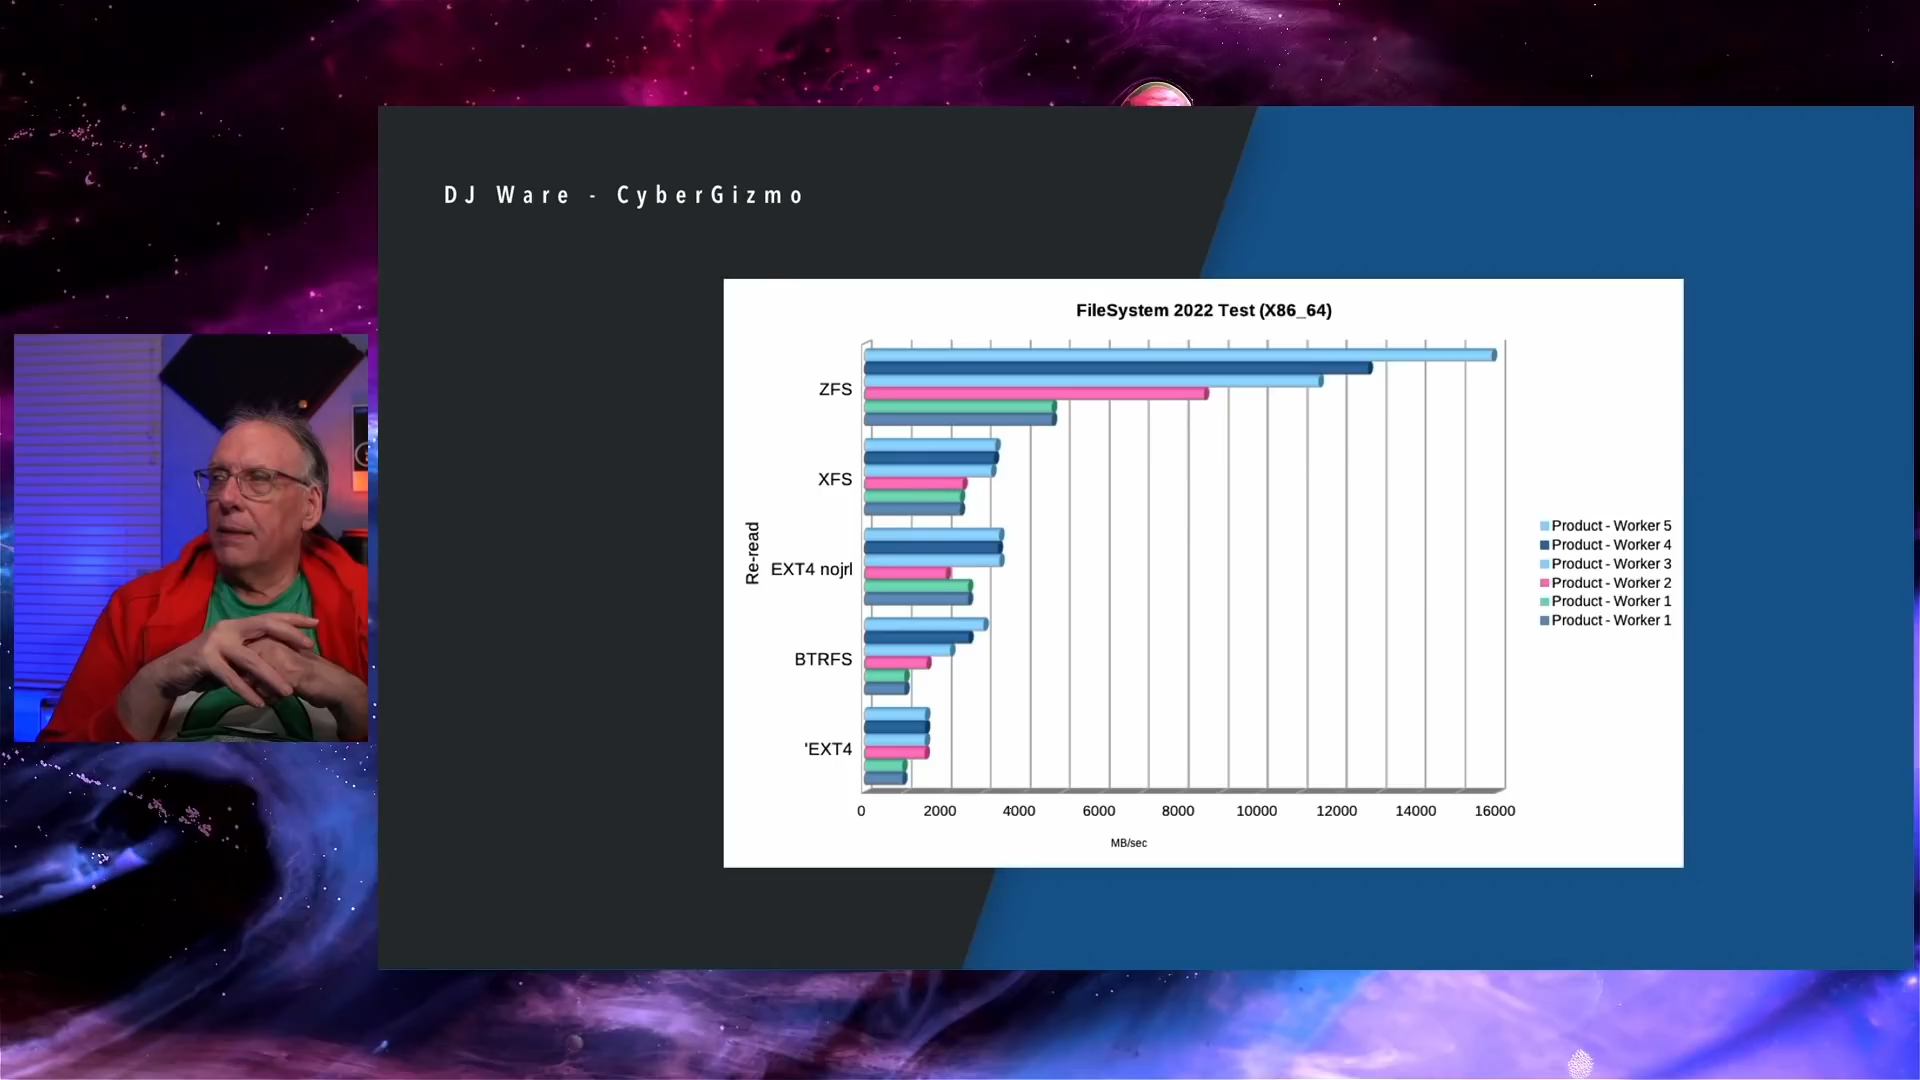 DJ Ware - CyberGizmo
FileSystem 2022 Test (X86_64)
Re-read
ZFS
XFS
EXT4 nojrl
BTRFS
'EXT4
0 2000 4000 6000 8000 10000 12000 14000 16000
MB/sec
Product - Worker 5
Product - Worker 4
Product - Worker 3
Product - Worker 2
Product - Worker 1
Product - Worker 1